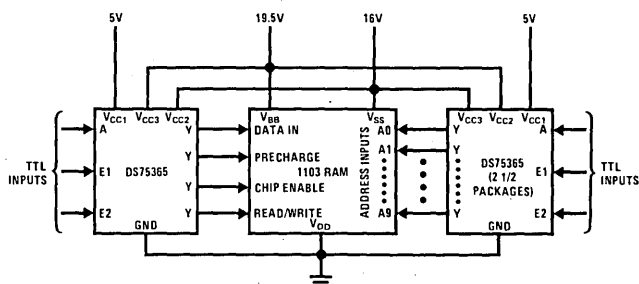 5V 19.5V 16V 5V
VCC1 VCC3 VCC2 VBB VSS VCC3 VCC2 VCC1
A Y DATA IN A0 Y A
TTL INPUTS
E1 DS75365 Y PRECHARGE
1103 RAM
ADDRESS INPUTS
A1 Y
DS75365
(2 1/2
PACKAGES)
E1
TTL INPUTS
Y CHIP ENABLE
E2 Y READ/WRITE A9 Y E2
GND VDD GND